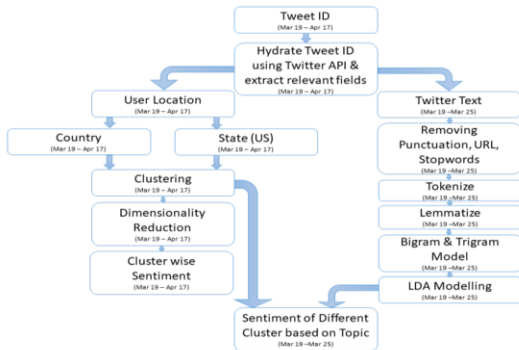 Tweet ID
(Mar 19 – Apr 17)
Hydrate Tweet ID
using Twitter API &
extract relevant fields
(Mar 19 – Apr 17)
User Location
(Mar 19 – Apr 17)
Country
(Mar 19 – Apr 17)
State (US)
(Mar 19 – Apr 17)
Clustering
(Mar 19 – Apr 17)
Dimensionality
Reduction
(Mar 19 – Apr 17)
Cluster wise
Sentiment
(Mar 19 – Apr 17)
Twitter Text
(Mar 19 –Mar 25)
Removing
Punctuation, URL,
Stopwords
(Mar 19 –Mar 25)
Tokenize
(Mar 19 –Mar 25)
Lemmatize
(Mar 19 –Mar 25)
Bigram & Trigram
Model
(Mar 19 –Mar 25)
LDA Modelling
(Mar 19 –Mar 25)
Sentiment of Different
Cluster based on Topic
(Mar 19 –Mar 25)